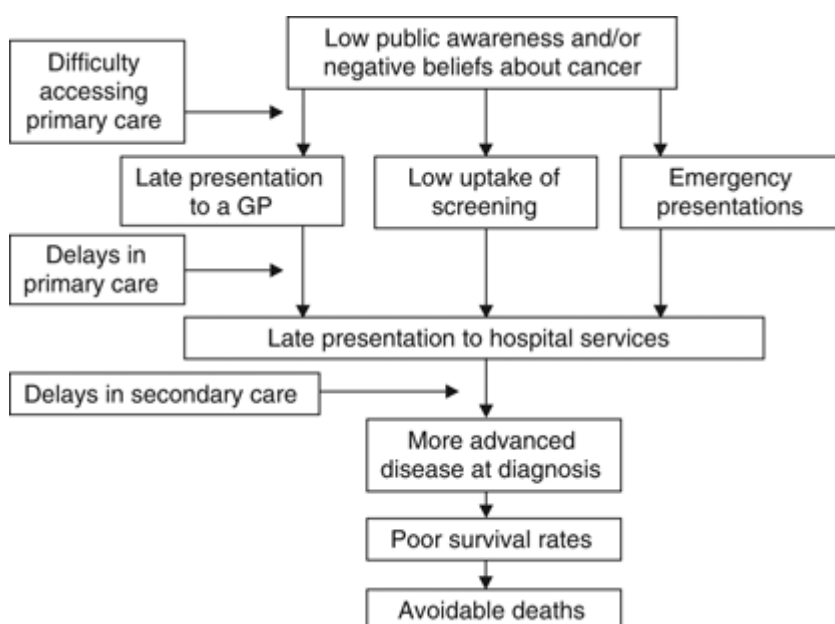 Low public awareness and/or
negative beliefs about cancer
Difficulty
accessing
primary care
Late presentation
to a GP
Low uptake of
screening
Emergency
presentations
Delays in
primary care
Late presentation to hospital services
Delays in secondary care
More advanced
disease at diagnosis
Poor survival rates
Avoidable deaths